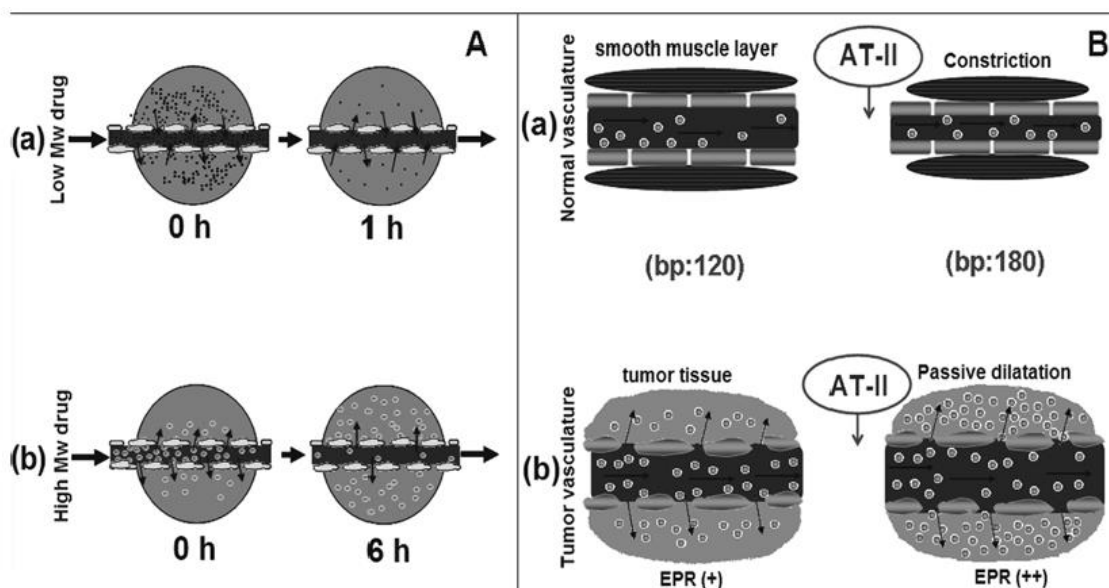 A
(a)
Low Mw drug
0 h
1 h
(b)
High Mw drug
0 h
6 h
B
smooth muscle layer
AT-II
Constriction
(a)
Normal vasculature
(bp:120)
(bp:180)
tumor tissue
AT-II
Passive dilatation
(b)
Tumor vasculature
EPR (+)
EPR (++)